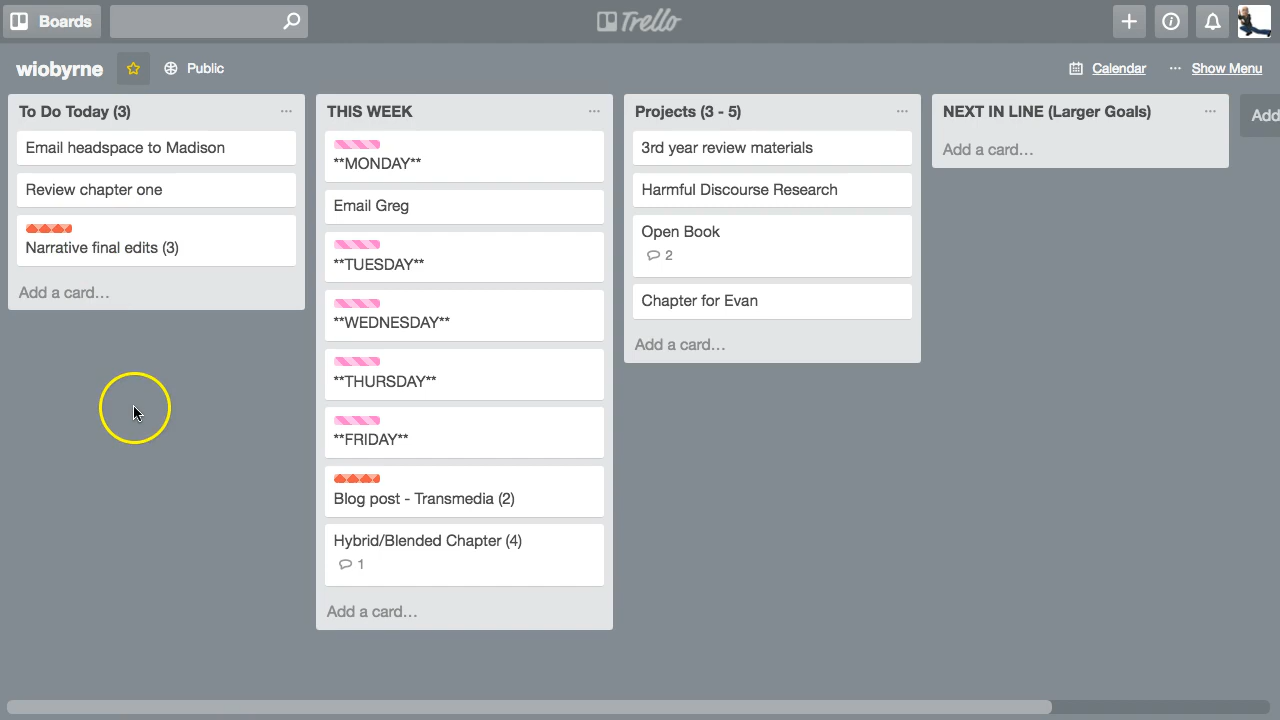 Boards
Trello
wiobyrne
Public
Calendar
··· Show Menu
To Do Today (3)
Email headspace to Madison
Review chapter one
Narrative final edits (3)
Add a card…
THIS WEEK
**MONDAY**
Email Greg
**TUESDAY**
**WEDNESDAY**
**THURSDAY**
**FRIDAY**
Blog post - Transmedia (2)
Hybrid/Blended Chapter (4)
1
Add a card…
Projects (3 - 5)
3rd year review materials
Harmful Discourse Research
Open Book
2
Chapter for Evan
Add a card…
NEXT IN LINE (Larger Goals)
Add a card…
Add